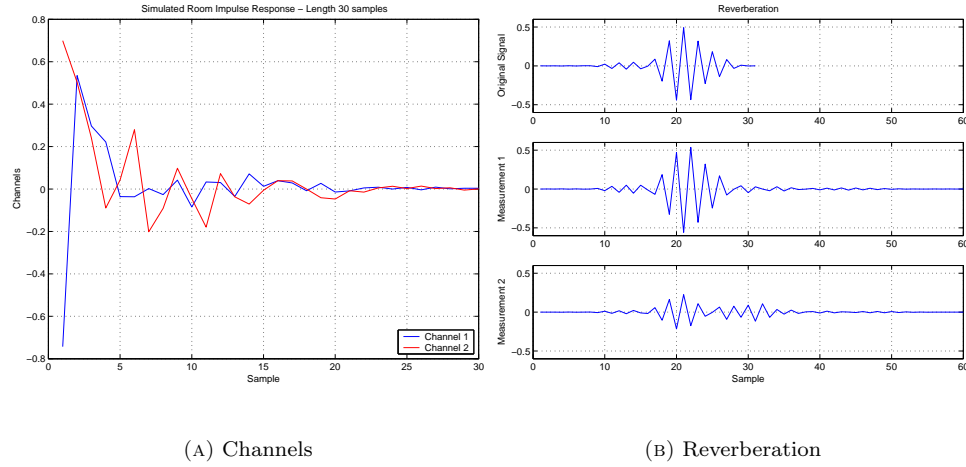 Simulated Room Impulse Response – Length 30 samples
0.8
0.6
0.4
0.2
0
−0.2
−0.4
−0.6
−0.8
Channels
0 5 10 15 20 25 30
Sample
Channel 1
Channel 2
Reverberation
Original Signal
0.5
0
−0.5
0 10 20 30 40 50 60
Measurement 1
0.5
0
−0.5
0 10 20 30 40 50 60
Measurement 2
0.5
0
−0.5
0 10 20 30 40 50 60
Sample
(A) Channels
(B) Reverberation